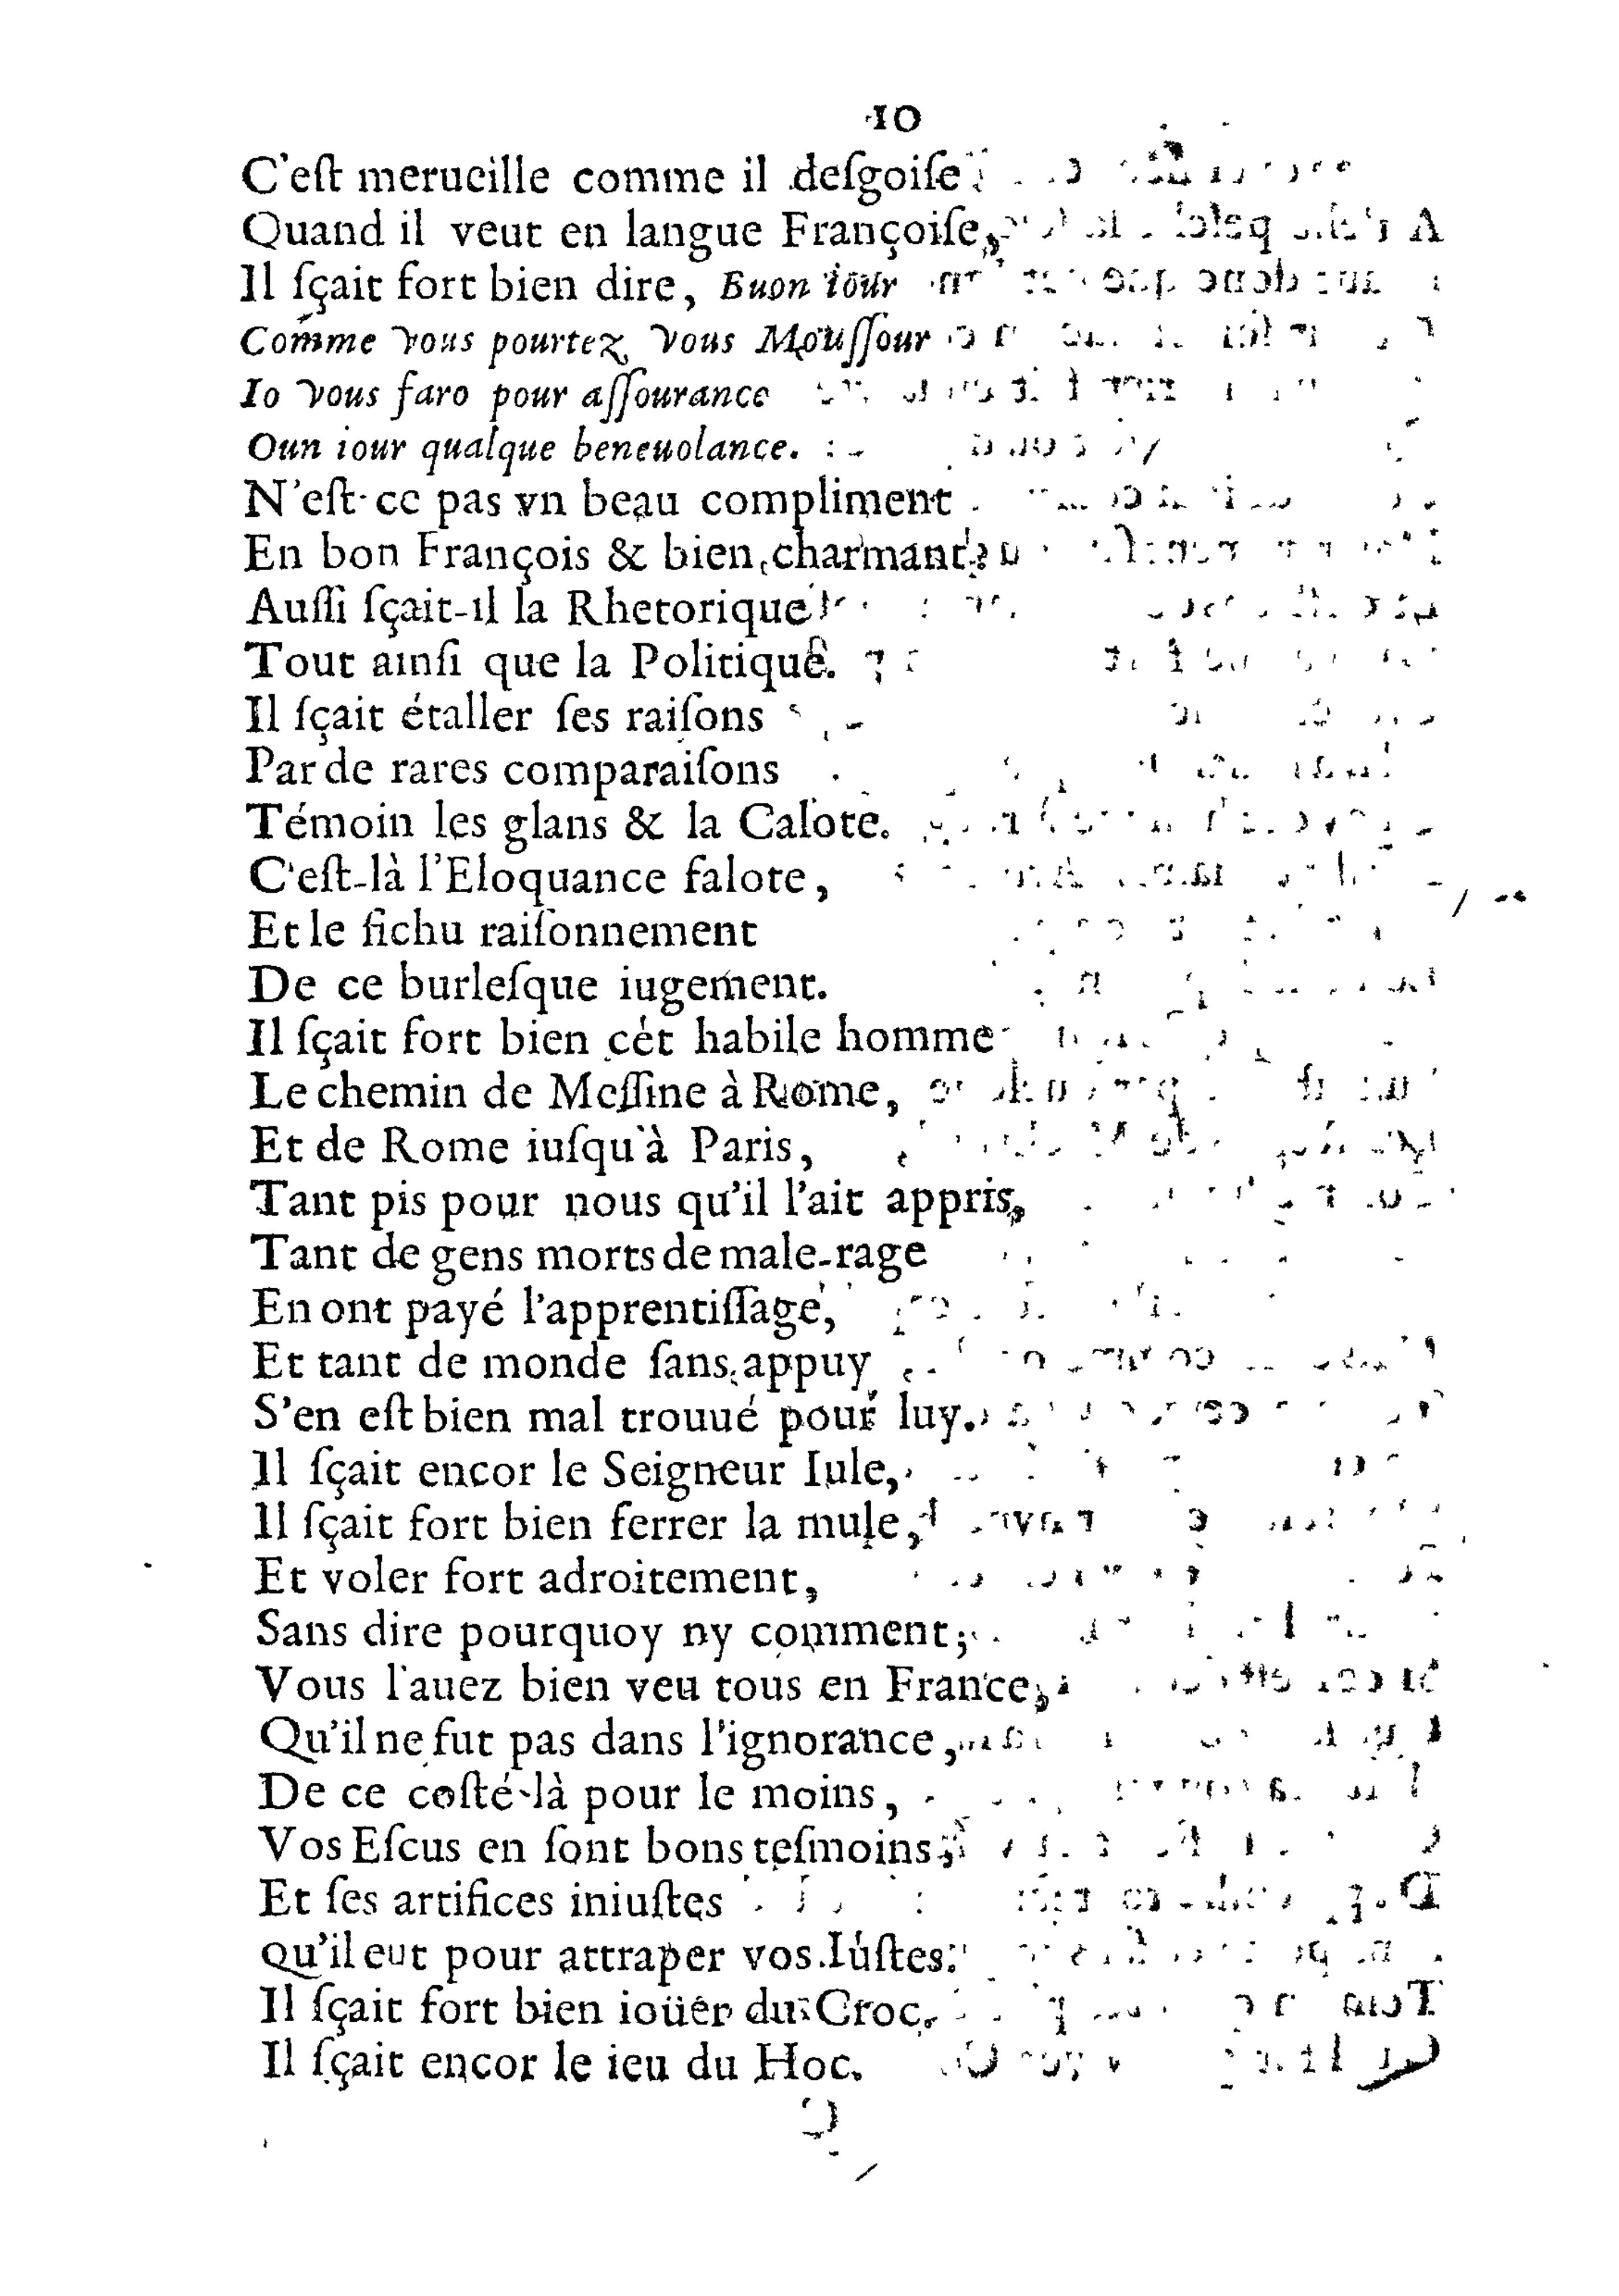 10
C'eſt merueille comme il deſgoiſe
Quand il veut en langue Françoiſe,
Il ſçait fort bien dire, Buon iour
Comme vous pourtez vous Mouſſour
Io vous faro pour aſſourance
Oun iour qualque beneuolance.
N'eſt-ce pas vn beau compliment
En bon François & bien charmant?
Auſſi ſçait-il la Rhetorique
Tout ainſi que la Politique.
Il ſçait étaller ſes raiſons
Par de rares comparaiſons
Témoin les glans & la Calote.
C'eſt-là l'Eloquance falote,
Et le fichu raiſonnement
De ce burleſque iugement.
Il ſçait fort bien cét habile homme
Le chemin de Meſſine à Rome,
Et de Rome iuſqu'à Paris,
Tant pis pour nous qu'il l'ait appris,
Tant de gens morts de male-rage
En ont payé l'apprentiſſage,
Et tant de monde ſans appuy
S'en eſt bien mal trouué pour luy.
Il ſçait encor le Seigneur Iule,
Il ſçait fort bien ferrer la mule,
Et voler fort adroitement,
Sans dire pourquoy ny comment;
Vous l'auez bien veu tous en France,
Qu'il ne fut pas dans l'ignorance,
De ce coſté-là pour le moins,
Vos Eſcus en ſont bons teſmoins;
Et ſes artifices iniuſtes
qu'il eut pour attraper vos Iuſtes.
Il ſçait fort bien ioüer du Croc.
Il ſçait encor le ieu du Hoc.